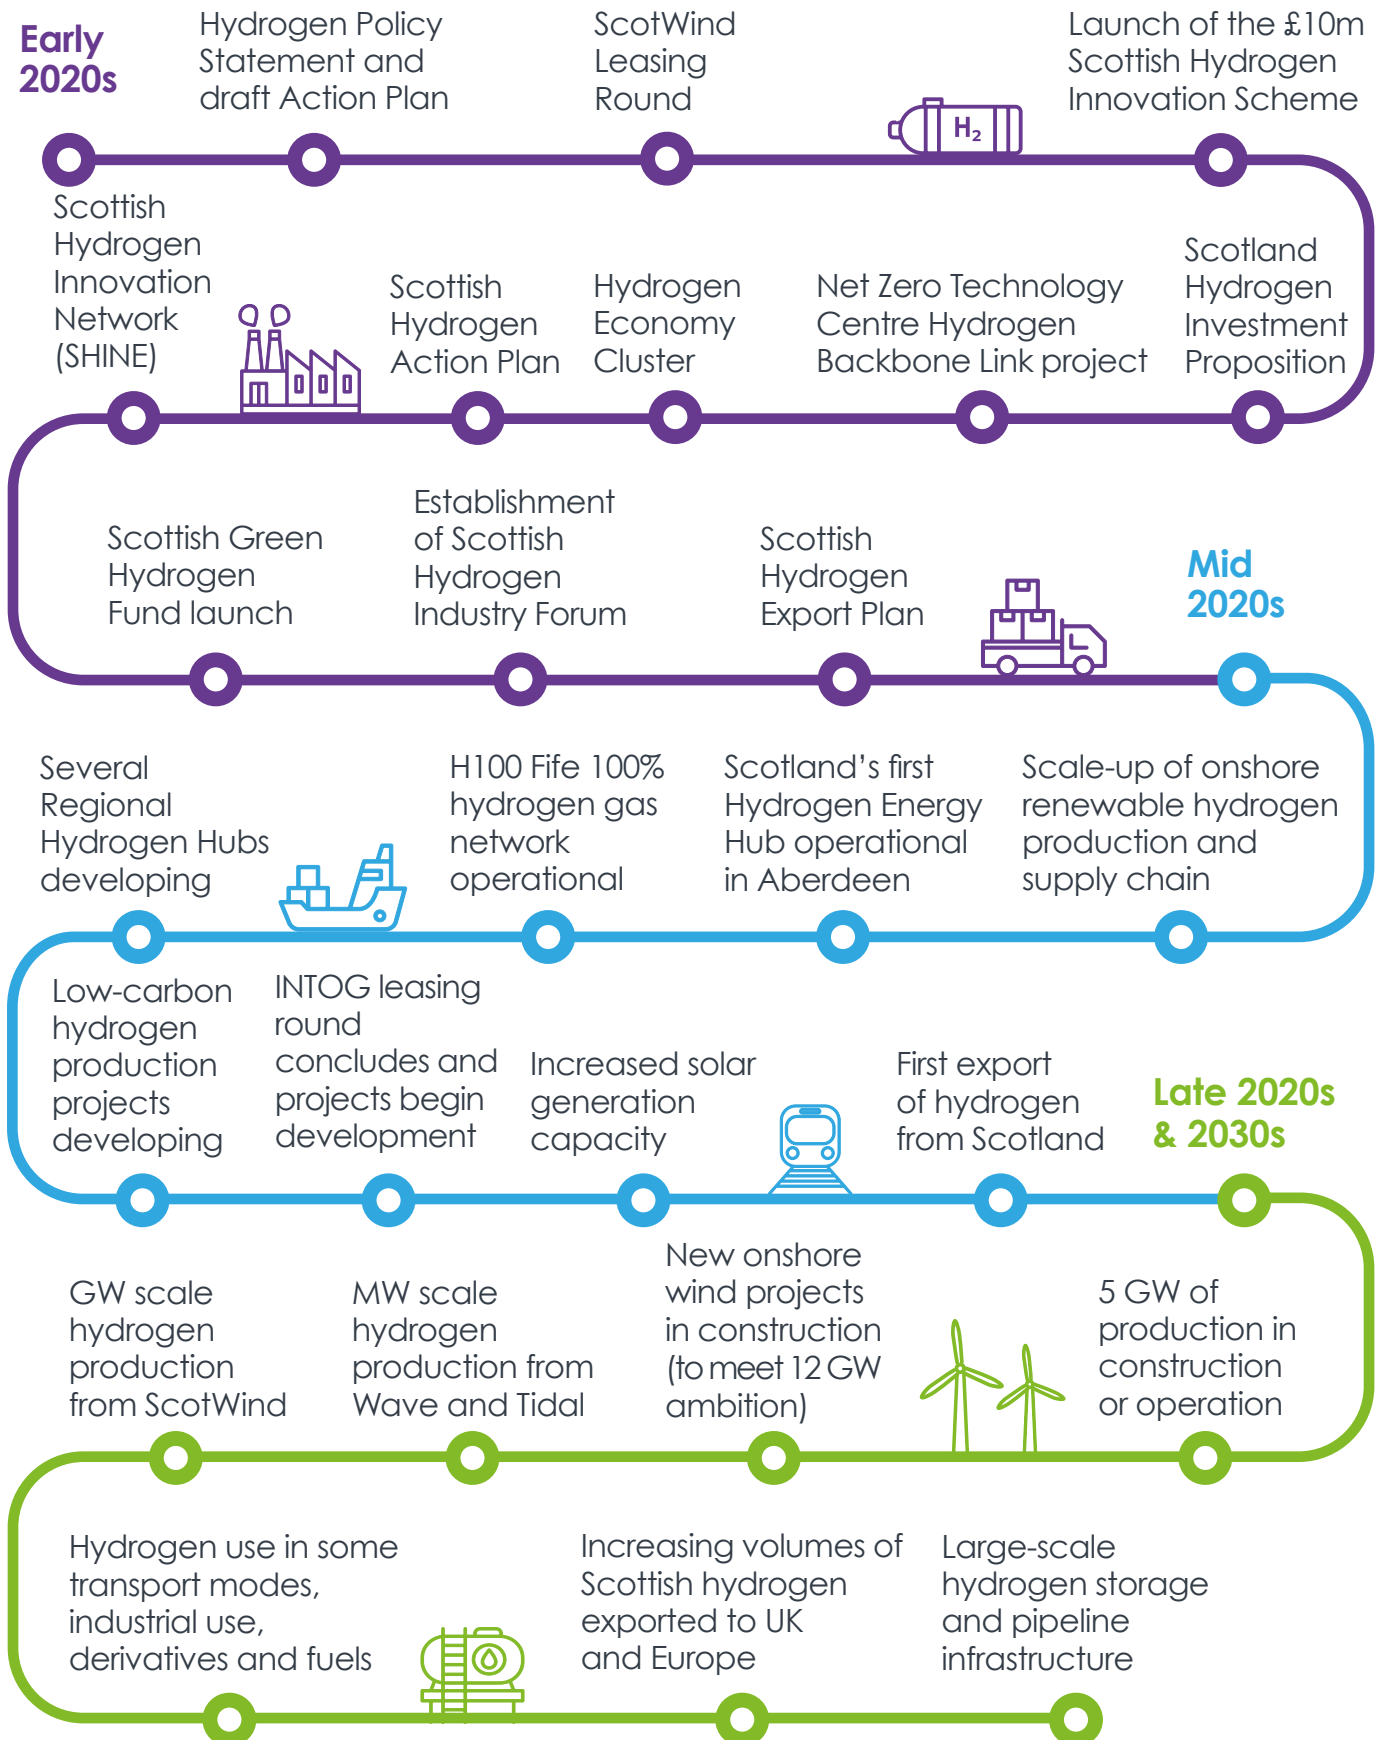 Early
2020s
Hydrogen Policy
Statement and
draft Action Plan
ScotWind
Leasing
Round
H2
Launch of the £10m
Scottish Hydrogen
Innovation Scheme
Scottish
Hydrogen
Innovation
Network
(SHINE)
Scottish
Hydrogen
Action Plan
Hydrogen
Economy
Cluster
Net Zero Technology
Centre Hydrogen
Backbone Link project
Scotland
Hydrogen
Investment
Proposition
Scottish Green
Hydrogen
Fund launch
Establishment
of Scottish
Hydrogen
Industry Forum
Scottish
Hydrogen
Export Plan
Mid
2020s
Several
Regional
Hydrogen Hubs
developing
H100 Fife 100%
hydrogen gas
network
operational
Scotland’s first
Hydrogen Energy
Hub operational
in Aberdeen
Scale-up of onshore
renewable hydrogen
production and
supply chain
Low-carbon
hydrogen
production
projects
developing
INTOG leasing
round
concludes and
projects begin
development
Increased solar
generation
capacity
First export
of hydrogen
from Scotland
Late 2020s
& 2030s
GW scale
hydrogen
production
from ScotWind
MW scale
hydrogen
production from
Wave and Tidal
New onshore
wind projects
in construction
(to meet 12 GW
ambition)
5 GW of
production in
construction
or operation
Hydrogen use in some
transport modes,
industrial use,
derivatives and fuels
Increasing volumes of
Scottish hydrogen
exported to UK
and Europe
Large-scale
hydrogen storage
and pipeline
infrastructure